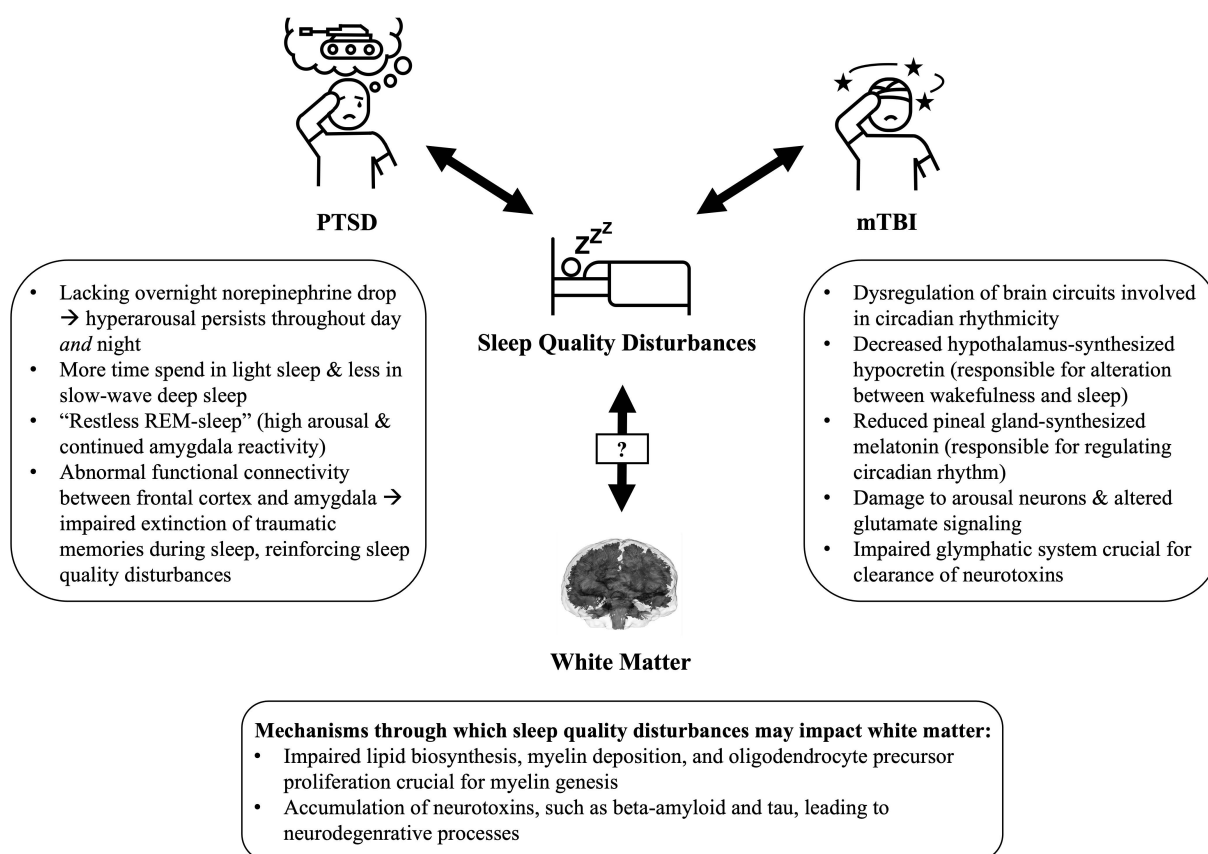 PTSD
mTBI
zzz
Sleep Quality Disturbances
• Lacking overnight norepinephrine drop
→ hyperarousal persists throughout day
and night
• More time spend in light sleep & less in
slow-wave deep sleep
• “Restless REM-sleep” (high arousal &
continued amygdala reactivity)
• Abnormal functional connectivity
between frontal cortex and amygdala →
impaired extinction of traumatic
memories during sleep, reinforcing sleep
quality disturbances
• Dysregulation of brain circuits involved
in circadian rhythmicity
• Decreased hypothalamus-synthesized
hypocretin (responsible for alteration
between wakefulness and sleep)
• Reduced pineal gland-synthesized
melatonin (responsible for regulating
circadian rhythm)
• Damage to arousal neurons & altered
glutamate signaling
• Impaired glymphatic system crucial for
clearance of neurotoxins
?
White Matter
Mechanisms through which sleep quality disturbances may impact white matter:
• Impaired lipid biosynthesis, myelin deposition, and oligodendrocyte precursor
proliferation crucial for myelin genesis
• Accumulation of neurotoxins, such as beta-amyloid and tau, leading to
neurodegenrative processes